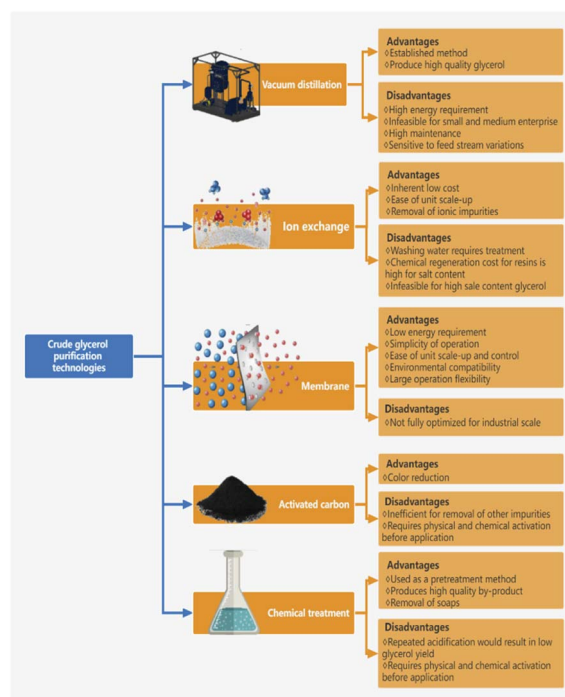 Crude glycerol
purification
technologies
Vacuum distillation
Advantages
◊Established method
◊Produce high quality glycerol
Disadvantages
◊High energy requirement
◊Infeasible for small and medium enterprise
◊High maintenance
◊Sensitive to feed stream variations
Ion exchange
Advantages
◊Inherent low cost
◊Ease of unit scale-up
◊Removal of ionic impurities
Disadvantages
◊Washing water requires treatment
◊Chemical regeneration cost for resins is
high for salt content
◊Infeasible for high sale content glycerol
Membrane
Advantages
◊Low energy requirement
◊Simplicity of operation
◊Ease of unit scale-up and control
◊Environmental compatibility
◊Large operation flexibility
Disadvantages
◊Not fully optimized for industrial scale
Activated carbon
Advantages
◊Color reduction
Disadvantages
◊Inefficient for removal of other impurities
◊Requires physical and chemical activation
before application
Chemical treatment
Advantages
◊Used as a pretreatment method
◊Produces high quality by-product
◊Removal of soaps
Disadvantages
◊Repeated acidification would result in low
glycerol yield
◊Requires physical and chemical activation
before application